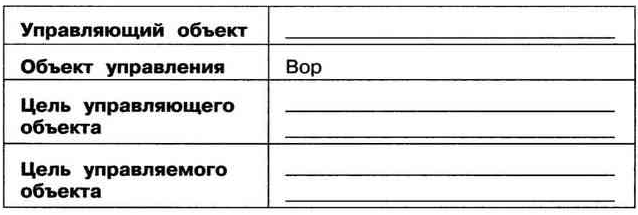 Управляющий объект
Объект управления Вор
Цель управляющего
объекта
Цель управляемого
объекта